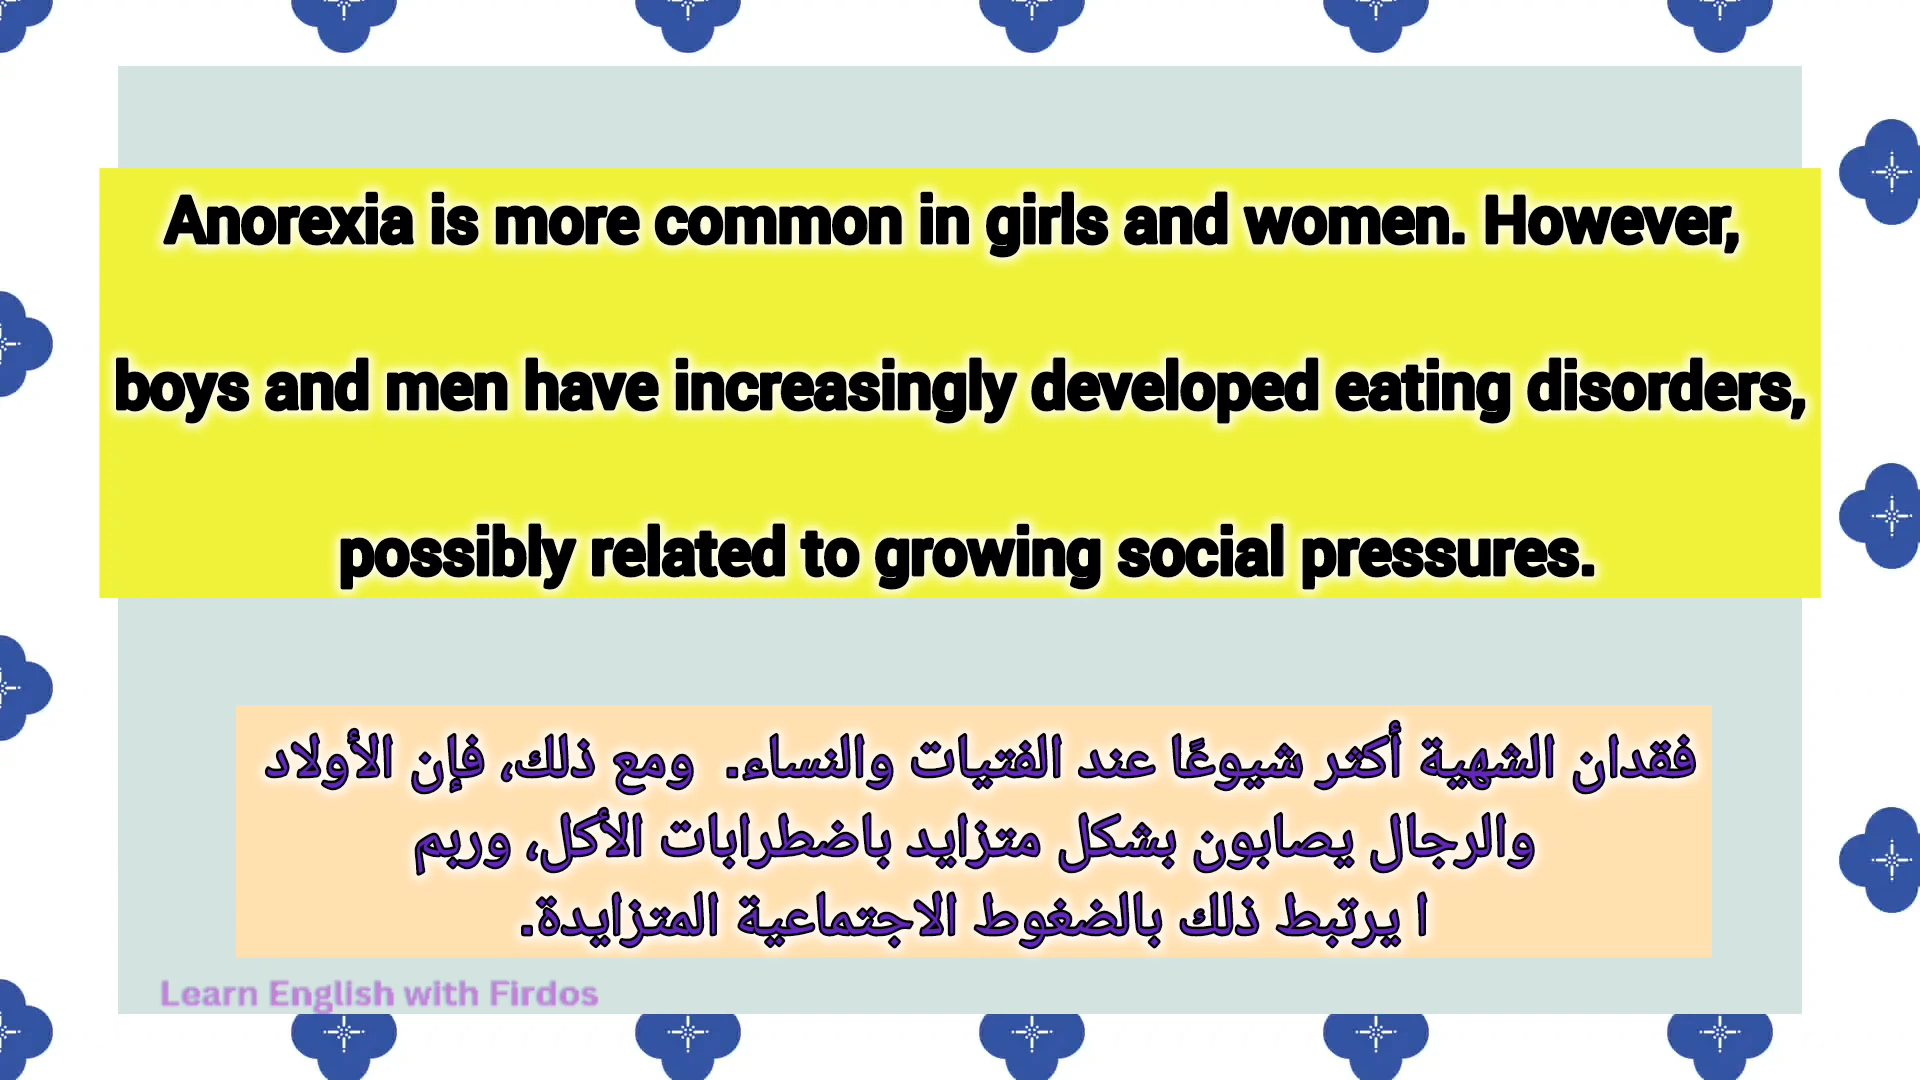 Anorexia is more common in girls and women. However,
boys and men have increasingly developed eating disorders,
possibly related to growing social pressures.
فقدان الشهية أكثر شيوعًا عند الفتيات والنساء. ومع ذلك، فإن الأولاد
والرجال يصابون بشكل متزايد باضطرابات الأكل، وربم
ا يرتبط ذلك بالضغوط الاجتماعية المتزايدة.
Learn English with Firdos